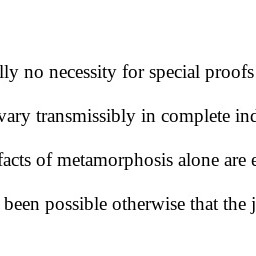 lly no necessity for special proofs
vary transmissibly in complete ind
facts of metamorphosis alone are e
been possible otherwise that the j